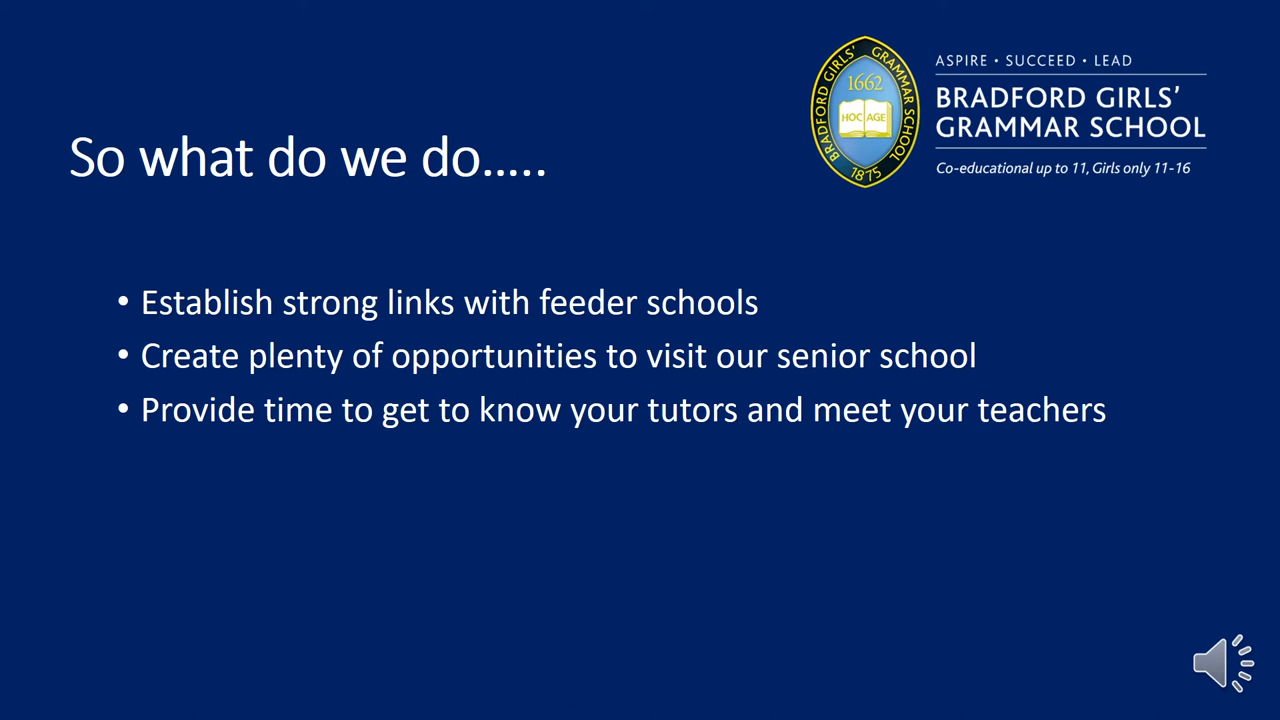 BRADFORD GIRLS' GRAMMAR SCHOOL
1662
HOC AGE
1875
ASPIRE • SUCCEED • LEAD
BRADFORD GIRLS'
GRAMMAR SCHOOL
Co-educational up to 11, Girls only 11-16
So what do we do.....
• Establish strong links with feeder schools
• Create plenty of opportunities to visit our senior school
• Provide time to get to know your tutors and meet your teachers